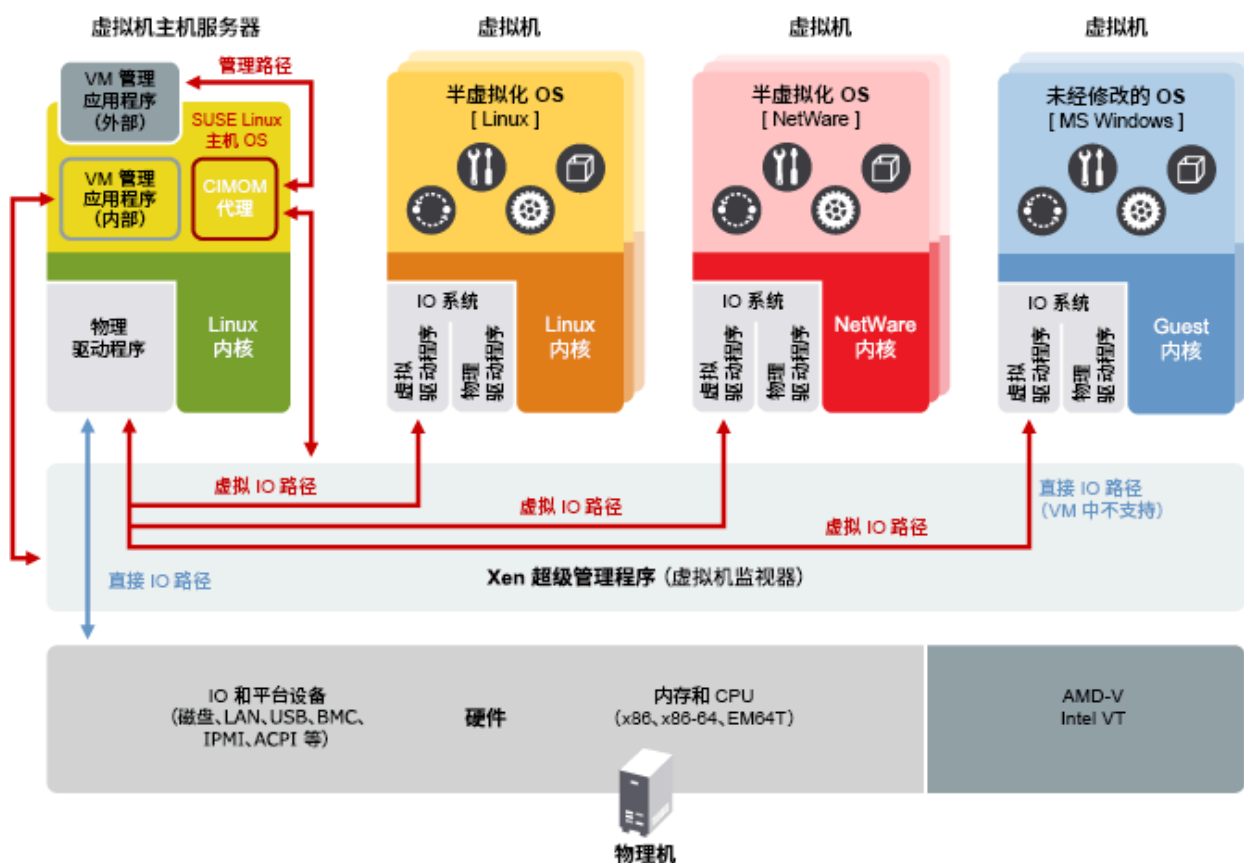 虚拟机主机服务器
虚拟机
虚拟机
虚拟机
VM 管理
应用程序
(外部)
管理路径
SUSE Linux
主机 OS
VM 管理
应用程序
(内部)
CIMOM
代理
物理
驱动程序
Linux
内核
半虚拟化 OS
[ Linux ]
IO 系统
虚拟
驱动程序
物理
驱动程序
Linux
内核
半虚拟化 OS
[ NetWare ]
IO 系统
虚拟
驱动程序
物理
驱动程序
NetWare
内核
未经修改的 OS
[ MS Windows ]
IO 系统
虚拟
驱动程序
物理
驱动程序
Guest
内核
虚拟 IO 路径
虚拟 IO 路径
虚拟 IO 路径
直接 IO 路径
(VM 中不支持)
直接 IO 路径
Xen 超级管理程序 (虚拟机监视器)
IO 和平台设备
(磁盘、LAN、USB、BMC、
IPMI、ACPI 等)
硬件
内存和 CPU
(x86、x86-64、EM64T)
AMD-V
Intel VT
物理机